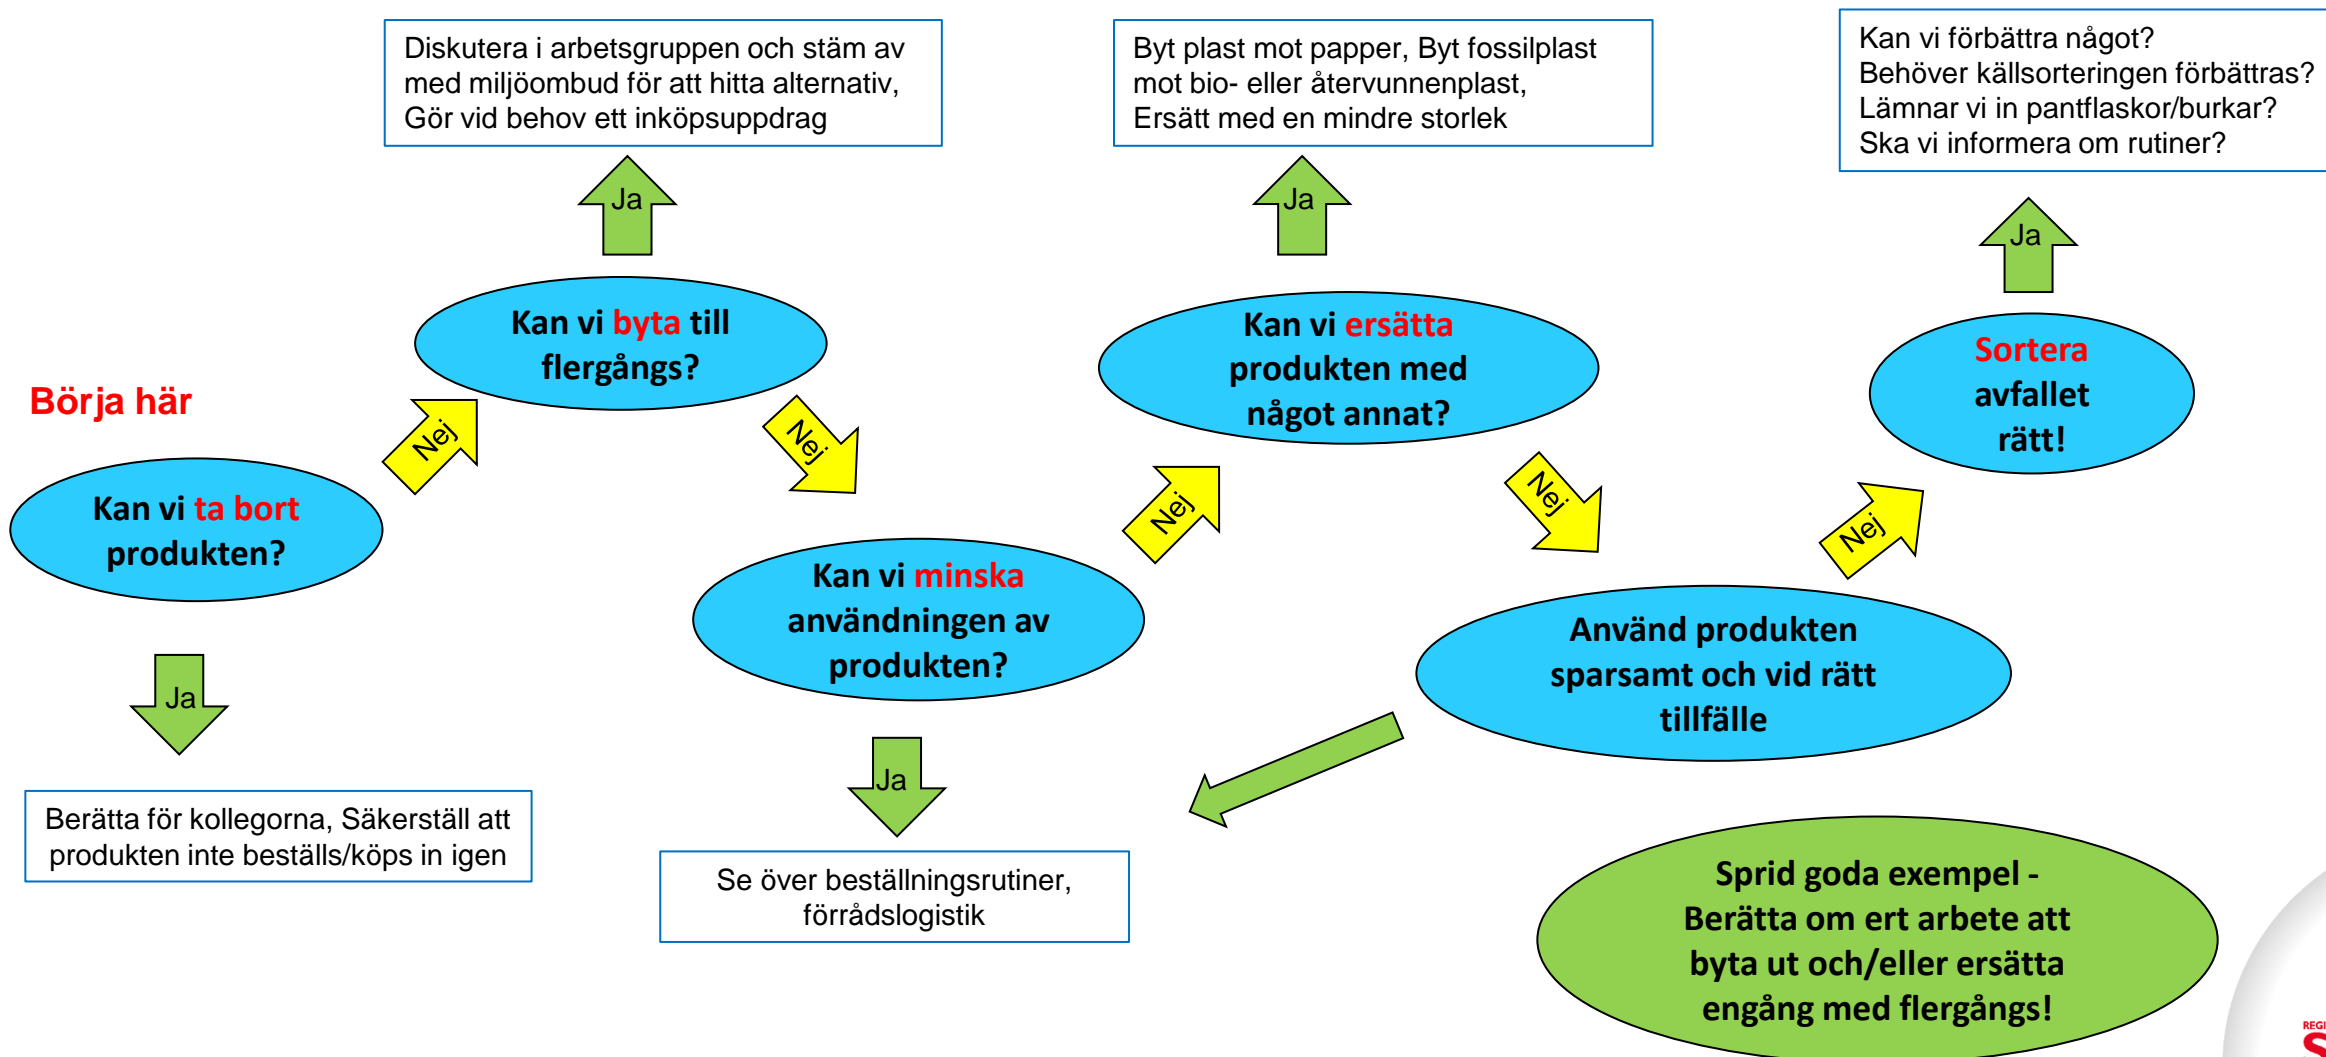 Börja här
Kan vi ta bort
produkten?
Ja
Berätta för kollegorna, Säkerställ att
produkten inte beställs/köps in igen
Nej
Kan vi byta till
flergångs?
Ja
Diskutera i arbetsgruppen och stäm av
med miljöombud för att hitta alternativ,
Gör vid behov ett inköpsuppdrag
Nej
Kan vi minska
användningen av
produkten?
Ja
Se över beställningsrutiner,
förrådslogistik
Nej
Kan vi ersätta
produkten med
något annat?
Ja
Byt plast mot papper, Byt fossilplast
mot bio- eller återvunnenplast,
Ersätt med en mindre storlek
Nej
Använd produkten
sparsamt och vid rätt
tillfälle
Nej
Sortera
avfallet
rätt!
Ja
Kan vi förbättra något?
Behöver källsorteringen förbättras?
Lämnar vi in pantflaskor/burkar?
Ska vi informera om rutiner?
Sprid goda exempel -
Berätta om ert arbete att
byta ut och/eller ersätta
engång med flergångs!